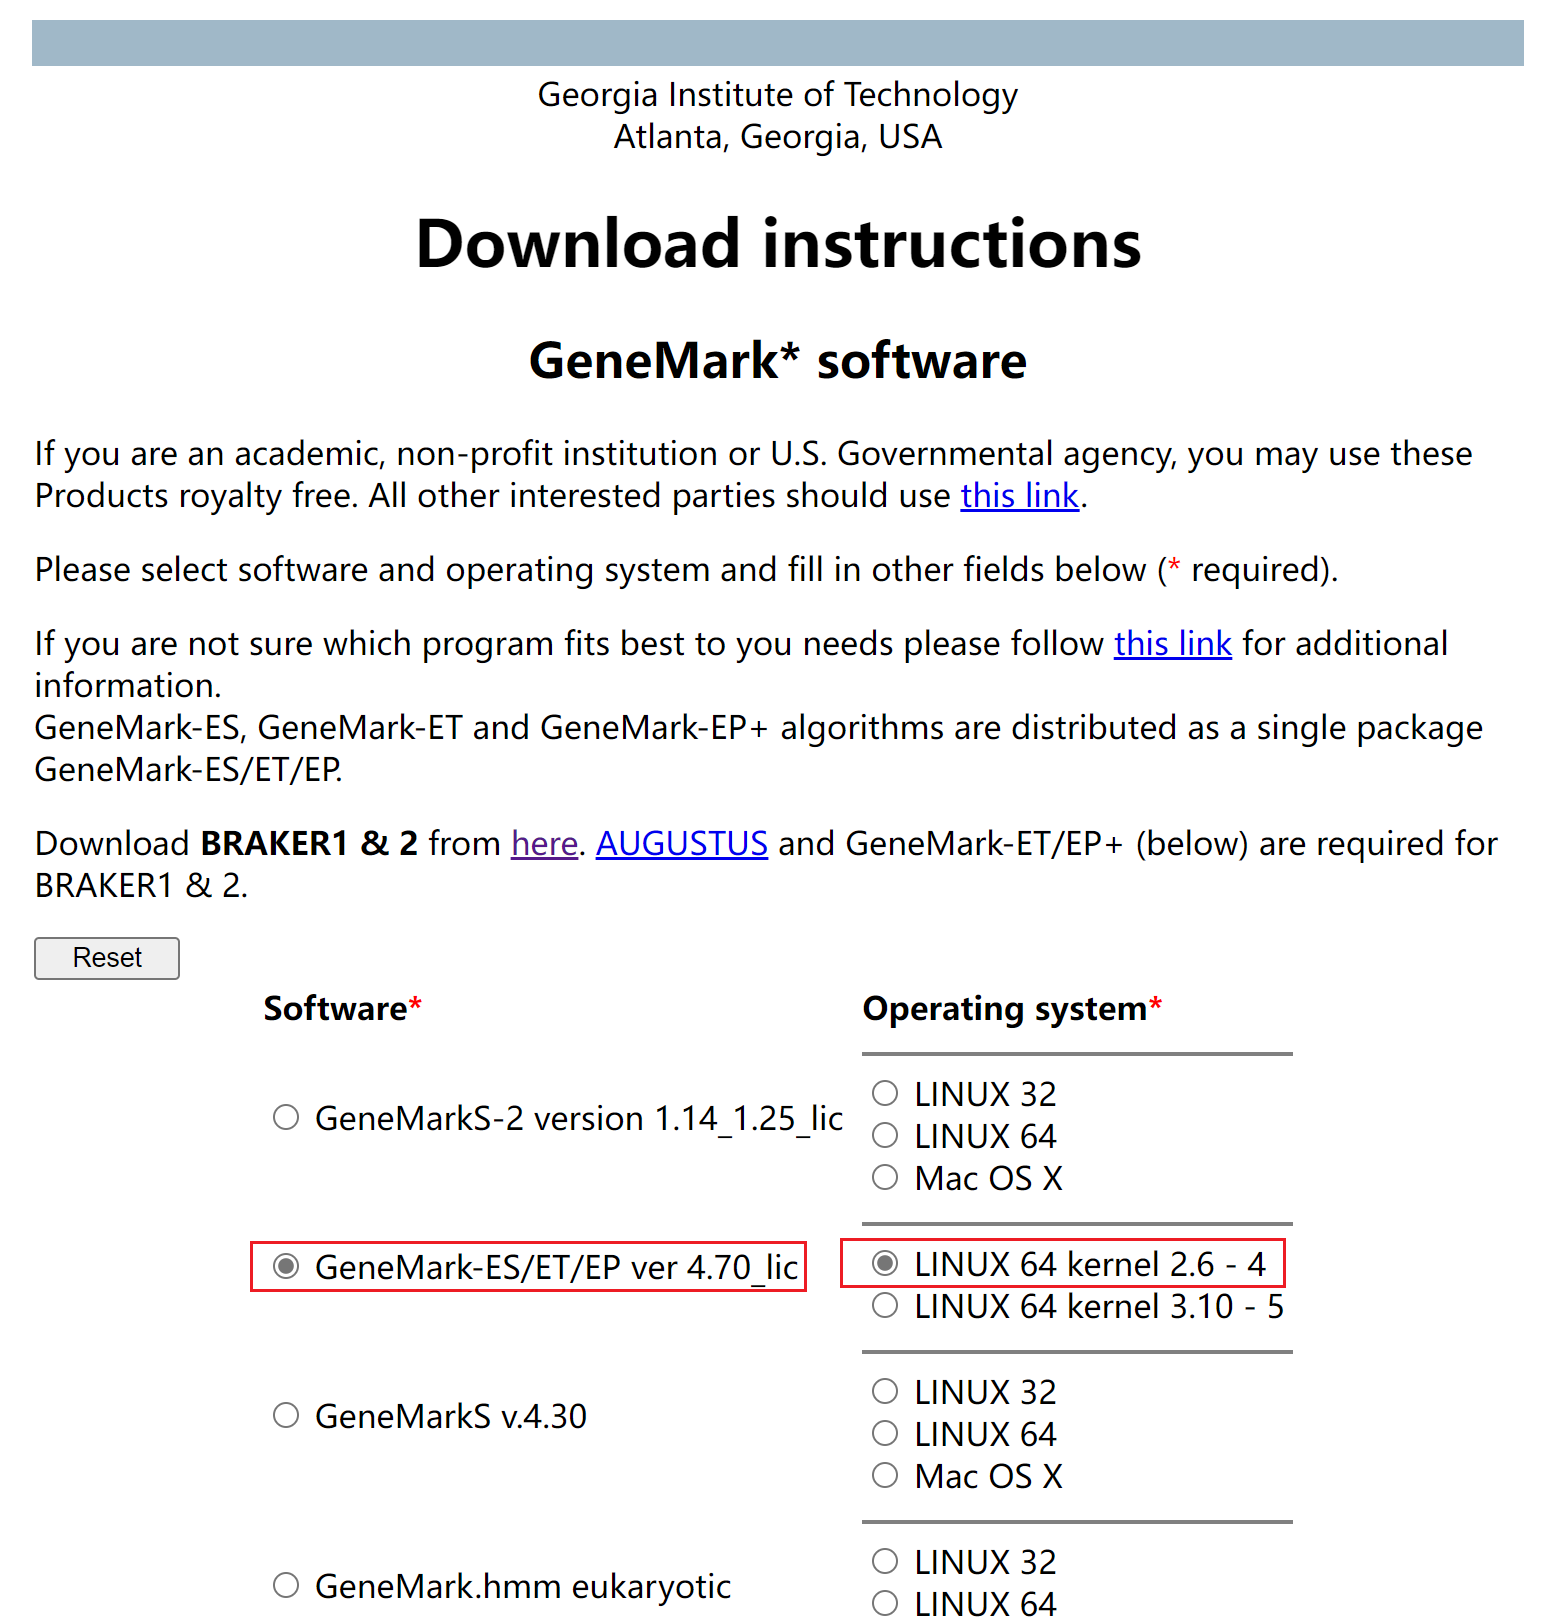 Georgia Institute of Technology
Atlanta, Georgia, USA
Download instructions
GeneMark* software
If you are an academic, non-profit institution or U.S. Governmental agency, you may use these
Products royalty free. All other interested parties should use this link.
Please select software and operating system and fill in other fields below (* required).
If you are not sure which program fits best to you needs please follow this link for additional
information.
GeneMark-ES, GeneMark-ET and GeneMark-EP+ algorithms are distributed as a single package
GeneMark-ES/ET/EP.
Download BRAKER1 & 2 from here. AUGUSTUS and GeneMark-ET/EP+ (below) are required for
BRAKER1 & 2.
Reset
Software*
Operating system*
GeneMarkS-2 version 1.14_1.25_lic
LINUX 32
LINUX 64
Mac OS X
GeneMark-ES/ET/EP ver 4.70_lic
LINUX 64 kernel 2.6 - 4
LINUX 64 kernel 3.10 - 5
GeneMarkS v.4.30
LINUX 32
LINUX 64
Mac OS X
GeneMark.hmm eukaryotic
LINUX 32
LINUX 64